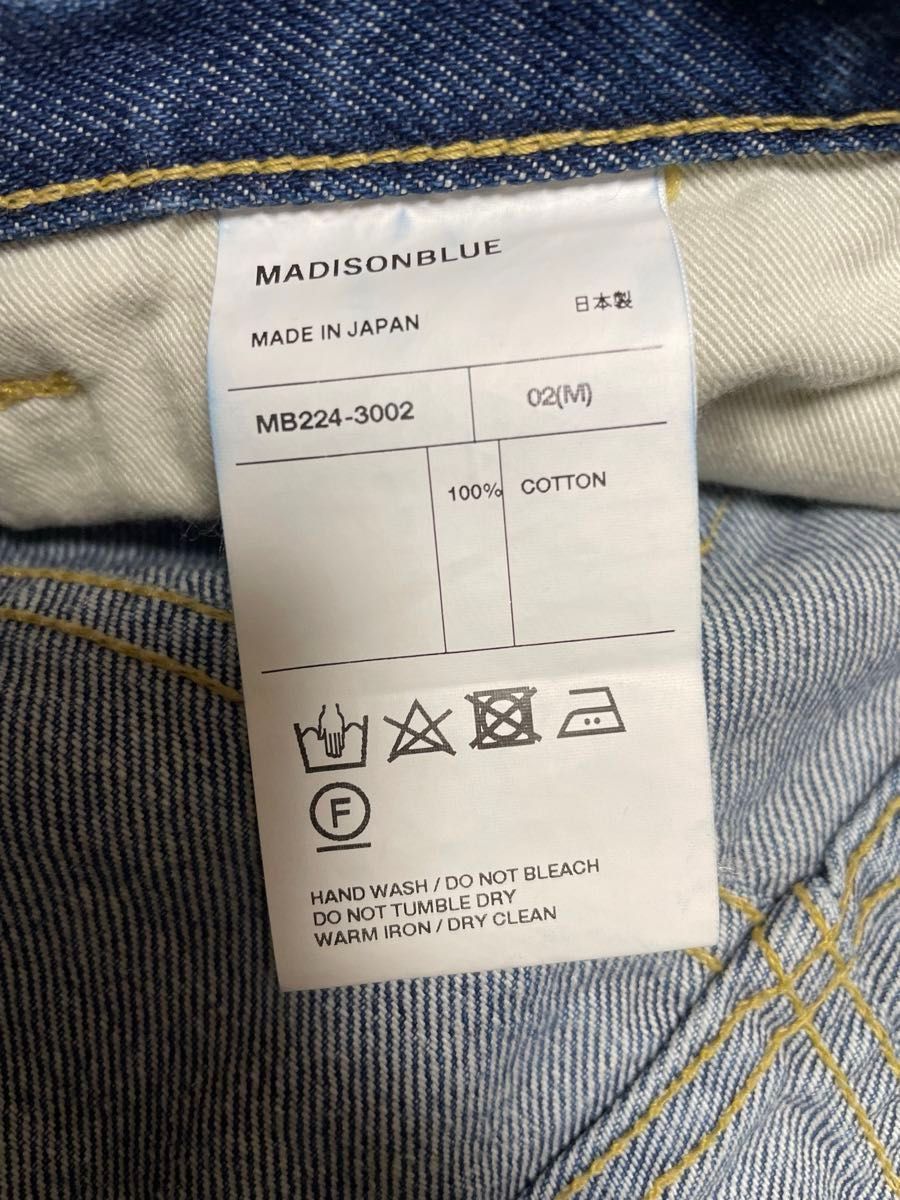 MADISONBLUE
MADE IN JAPAN 日本製
MB224-3002 02(M)
100% COTTON
F
HAND WASH / DO NOT BLEACH
DO NOT TUMBLE DRY
WARM IRON / DRY CLEAN